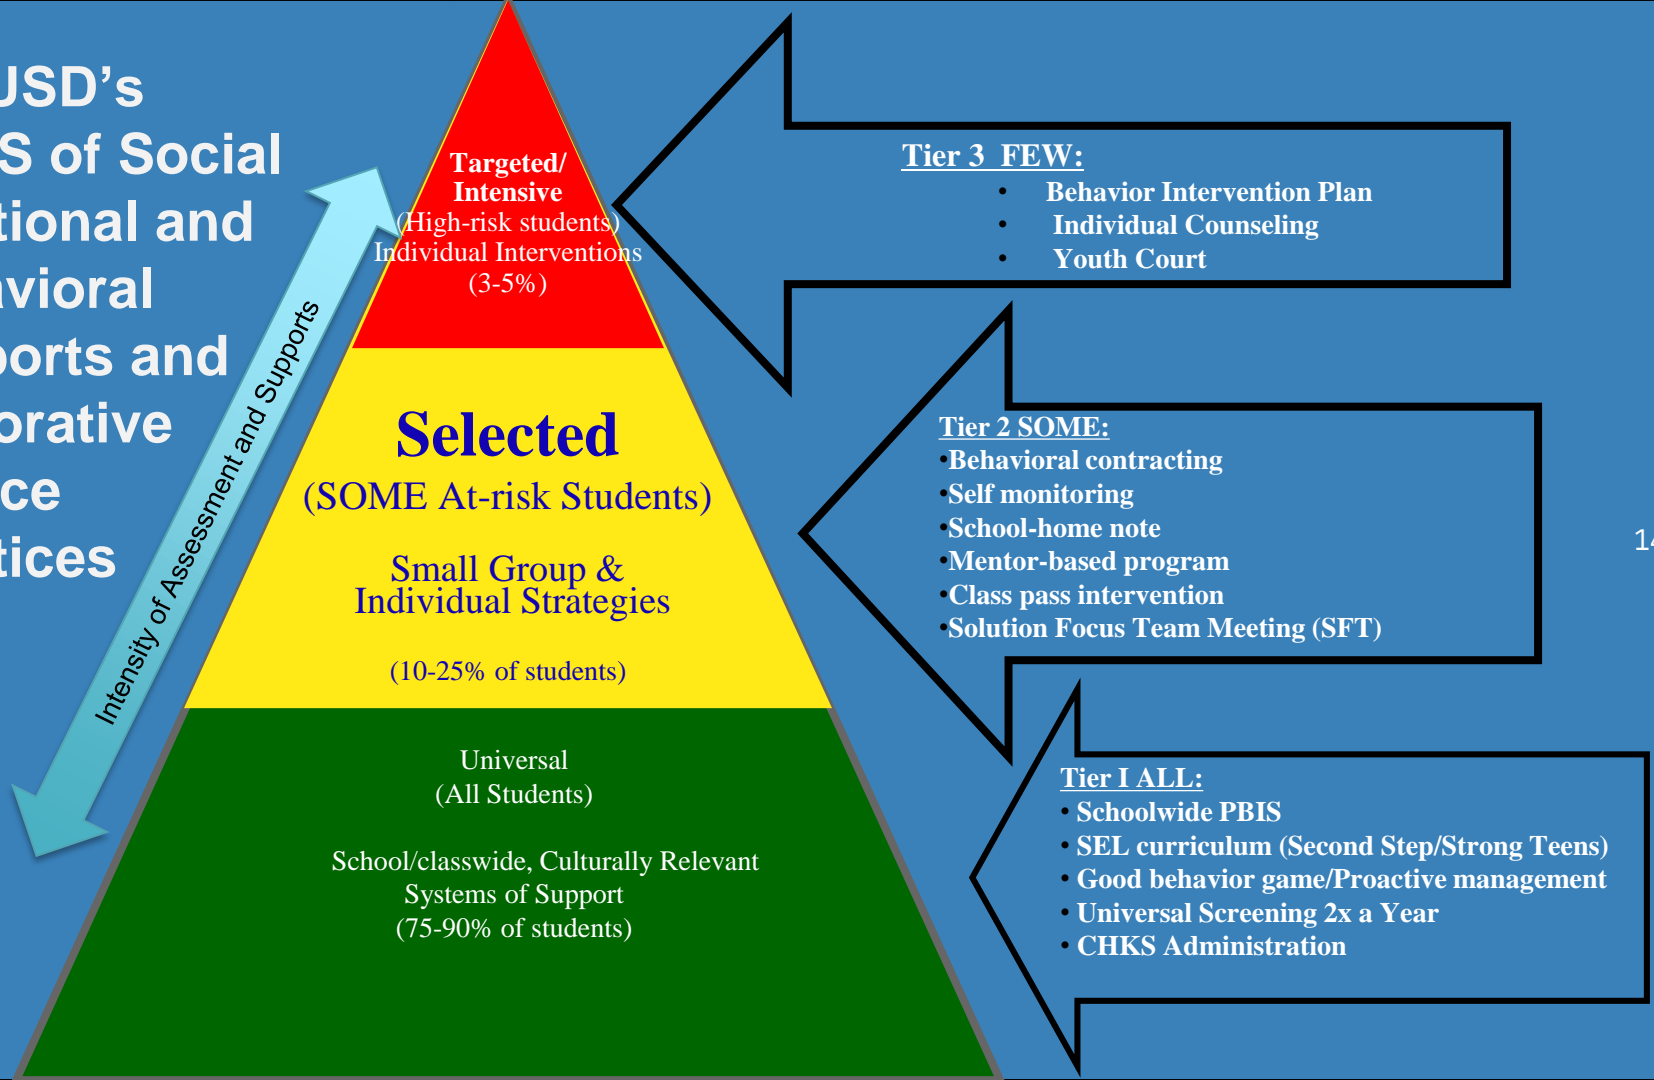 USD’s
S of Social
tional and
avioral
ports and
orative
ice
tices
Intensity of Assessment and Supports
Targeted/
Intensive
(High-risk students)
Individual Interventions
(3-5%)
Selected
(SOME At-risk Students)
Small Group &
Individual Strategies
(10-25% of students)
Universal
(All Students)
School/classwide, Culturally Relevant
Systems of Support
(75-90% of students)
Tier 3 FEW:
• Behavior Intervention Plan
• Individual Counseling
• Youth Court
Tier 2 SOME:
•Behavioral contracting
•Self monitoring
•School-home note
•Mentor-based program
•Class pass intervention
•Solution Focus Team Meeting (SFT)
14
Tier I ALL:
• Schoolwide PBIS
• SEL curriculum (Second Step/Strong Teens)
• Good behavior game/Proactive management
• Universal Screening 2x a Year
• CHKS Administration